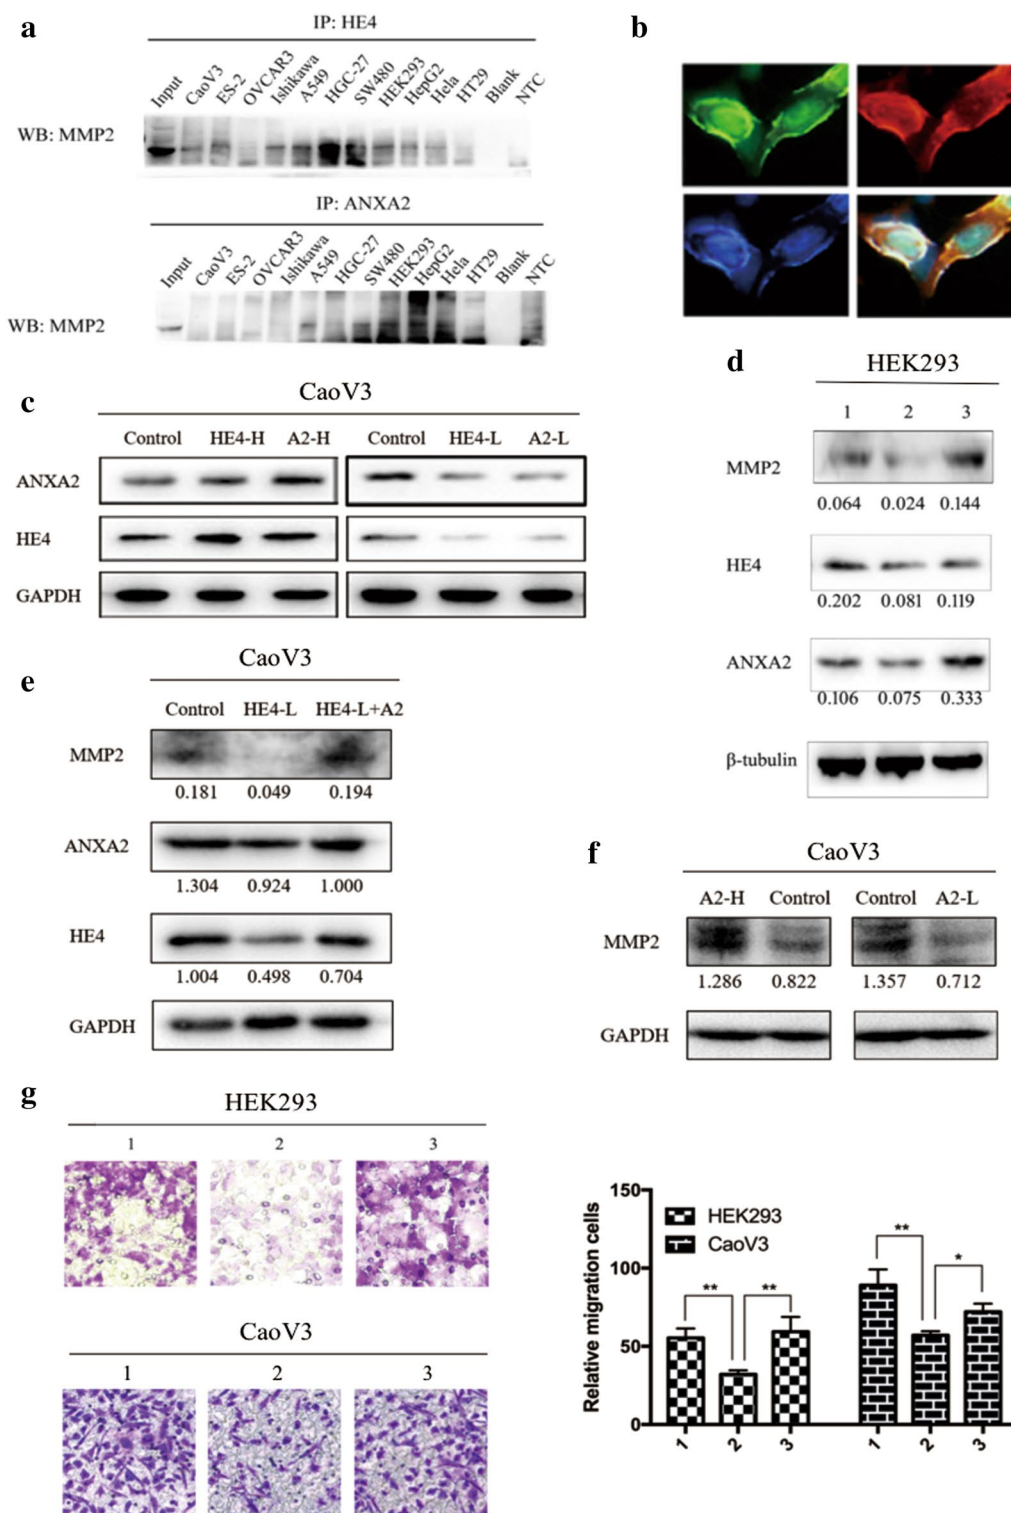 a
IP: HE4
Input CaoV3 ES-2 OVCAR3 Ishikawa A549 HGC-27 SW480 HEK293 HepG2 Hela HT29 Blank NTC
WB: MMP2
IP: ANXA2
Input CaoV3 ES-2 OVCAR3 Ishikawa A549 HGC-27 SW480 HEK293 HepG2 Hela HT29 Blank NTC
WB: MMP2
b
c
CaoV3
Control HE4-H A2-H Control HE4-L A2-L
ANXA2
HE4
GAPDH
d
HEK293
1 2 3
MMP2
0.064 0.024 0.144
HE4
0.202 0.081 0.119
ANXA2
0.106 0.075 0.333
β-tubulin
e
CaoV3
Control HE4-L HE4-L+A2
MMP2
0.181 0.049 0.194
ANXA2
1.304 0.924 1.000
HE4
1.004 0.498 0.704
GAPDH
f
CaoV3
A2-H Control Control A2-L
MMP2
1.286 0.822 1.357 0.712
GAPDH
g
HEK293
1 2 3
CaoV3
1 2 3
Relative migration cells
150
100
50
0
HEK293
CaoV3
** ** ** *
1 2 3 1 2 3